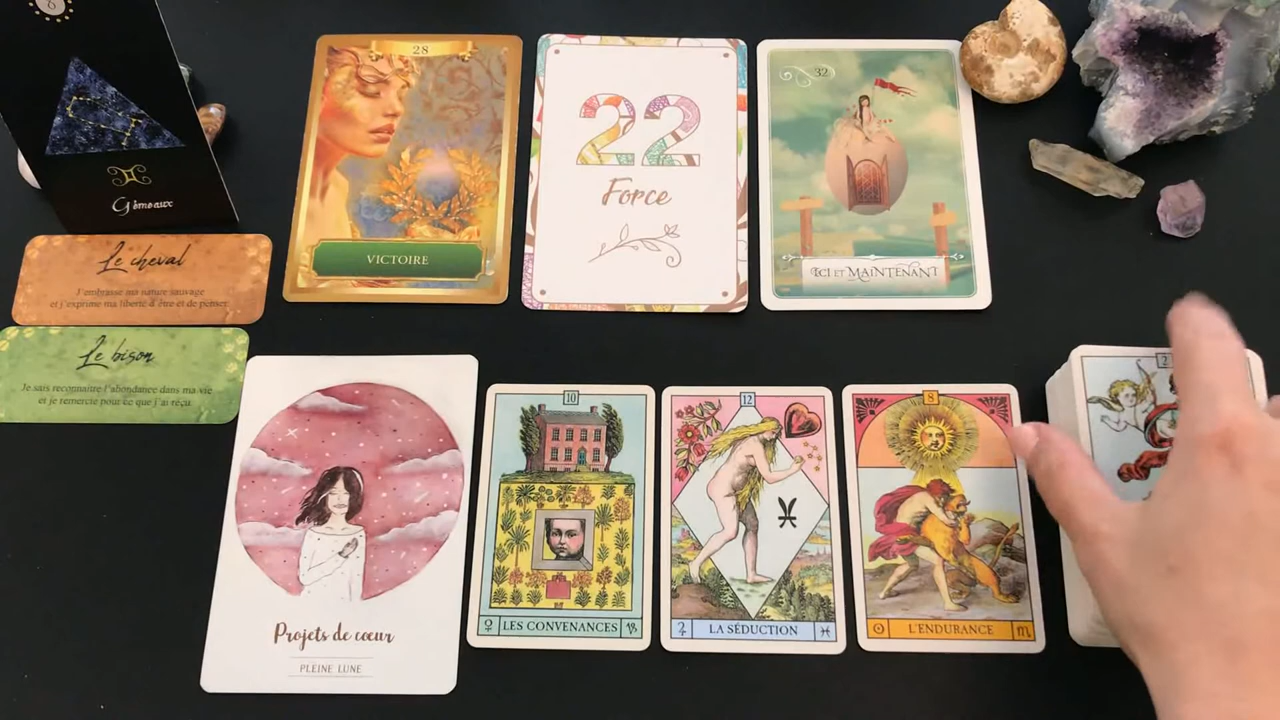 6
Gémeaux
Le cheval
J'embrasse ma nature sauvage
et j'exprime ma liberté d'être et de penser.
Le bison
Je sais reconnaître l'abondance dans ma vie
et je remercie pour ce que j'ai reçu.
28
VICTOIRE
22
Force
32
ICI ET MAINTENANT
Projets de cœur
PLEINE LUNE
10
♀ LES CONVENANCES ♑
12
♓
♃ LA SÉDUCTION ♓
8
☉ L'ENDURANCE ♏